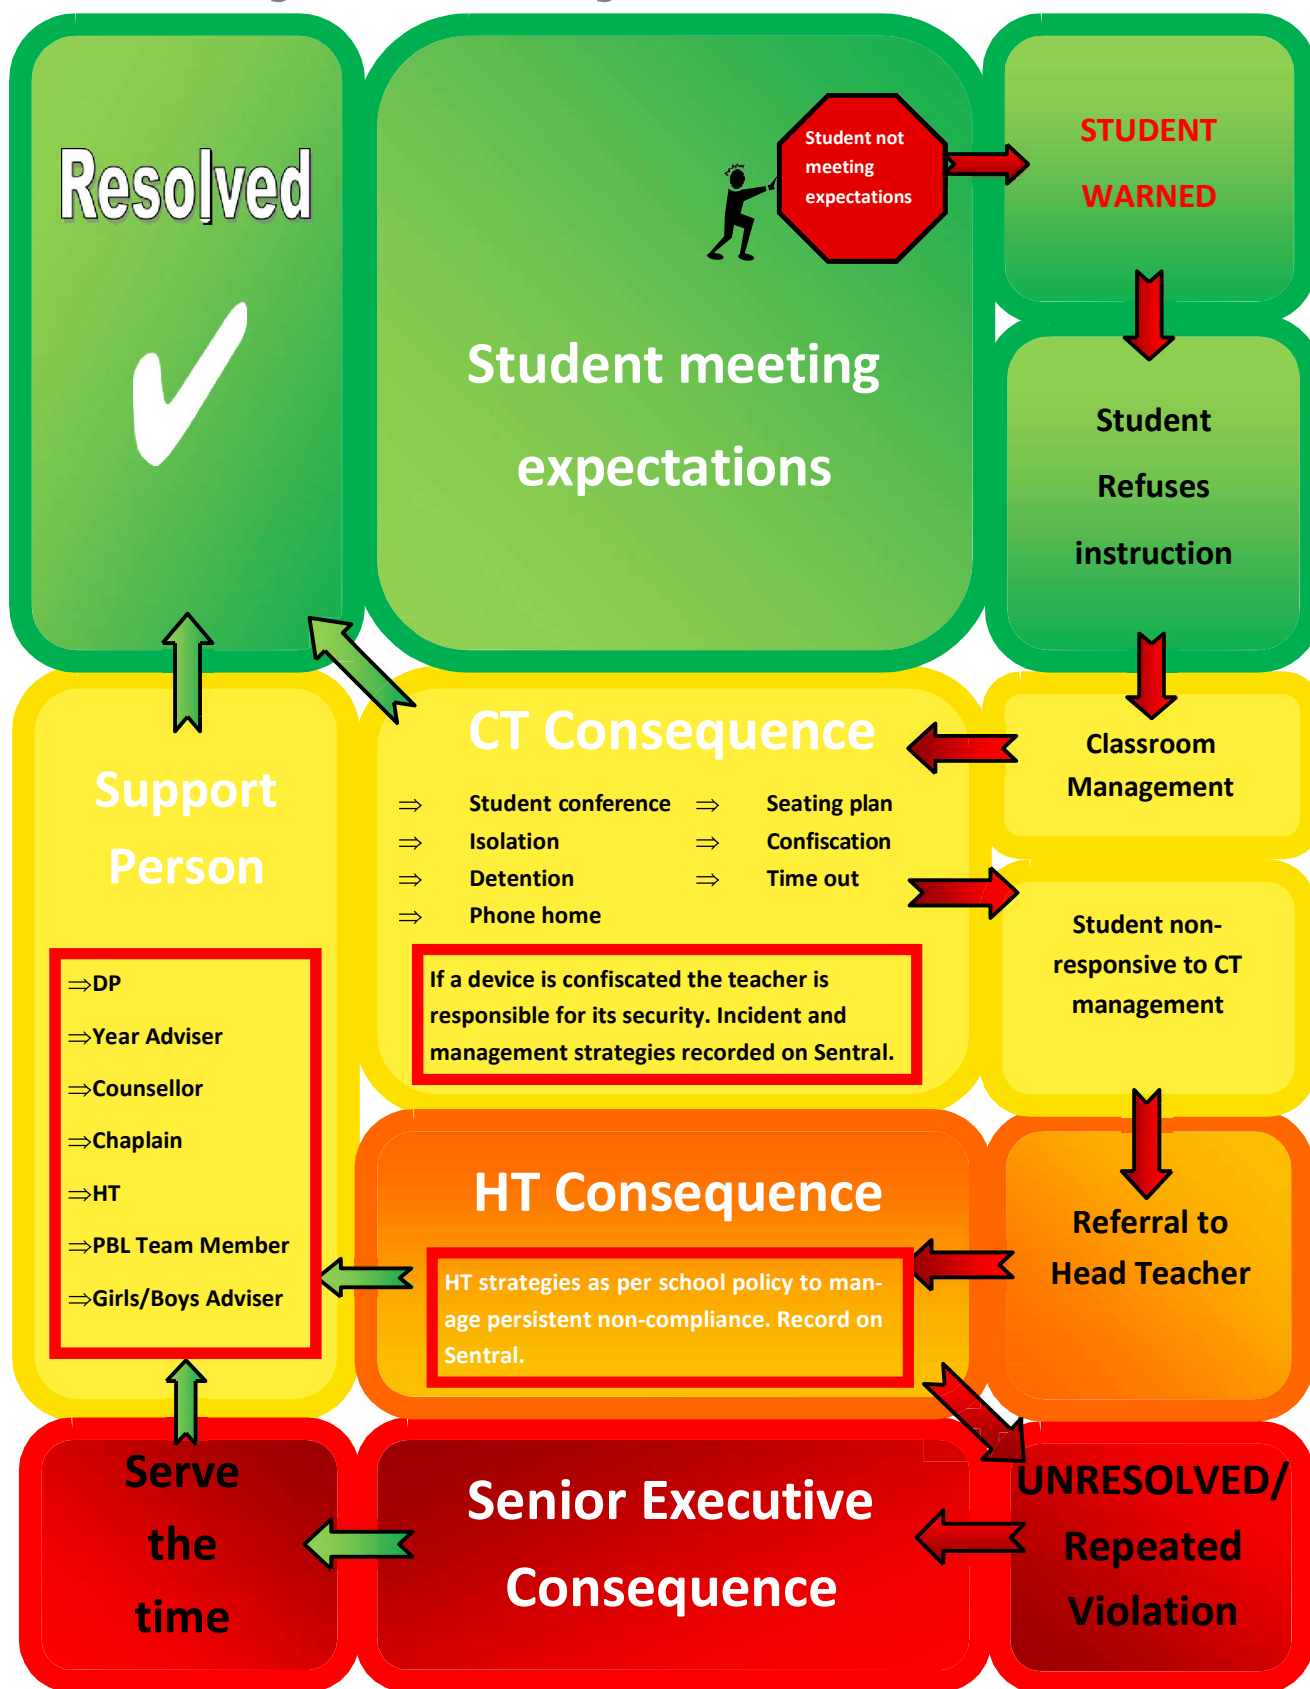 Resolved
Student not
meeting
expectations
STUDENT
WARNED
Student meeting
expectations
Student
Refuses
instruction
Support
Person
⇒DP
⇒Year Adviser
⇒Counsellor
⇒Chaplain
⇒HT
⇒PBL Team Member
⇒Girls/Boys Adviser
CT Consequence
⇒ Student conference ⇒ Seating plan
⇒ Isolation ⇒ Confiscation
⇒ Detention ⇒ Time out
⇒ Phone home
If a device is confiscated the teacher is
responsible for its security. Incident and
management strategies recorded on Sentral.
Classroom
Management
Student non-
responsive to CT
management
HT Consequence
HT strategies as per school policy to man-
age persistent non-compliance. Record on
Sentral.
Referral to
Head Teacher
Serve
the
time
Senior Executive
Consequence
UNRESOLVED/
Repeated
Violation